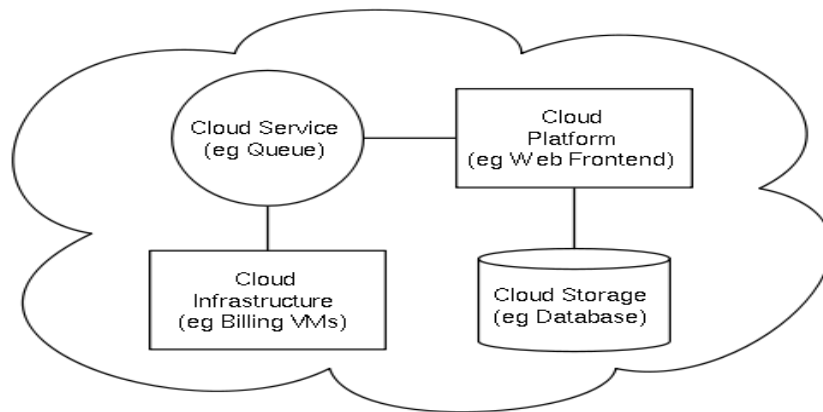 Cloud Service
(eg Queue)
Cloud
Platform
(eg Web Frontend)
Cloud
Infrastructure
(eg Billing VMs)
Cloud Storage
(eg Database)